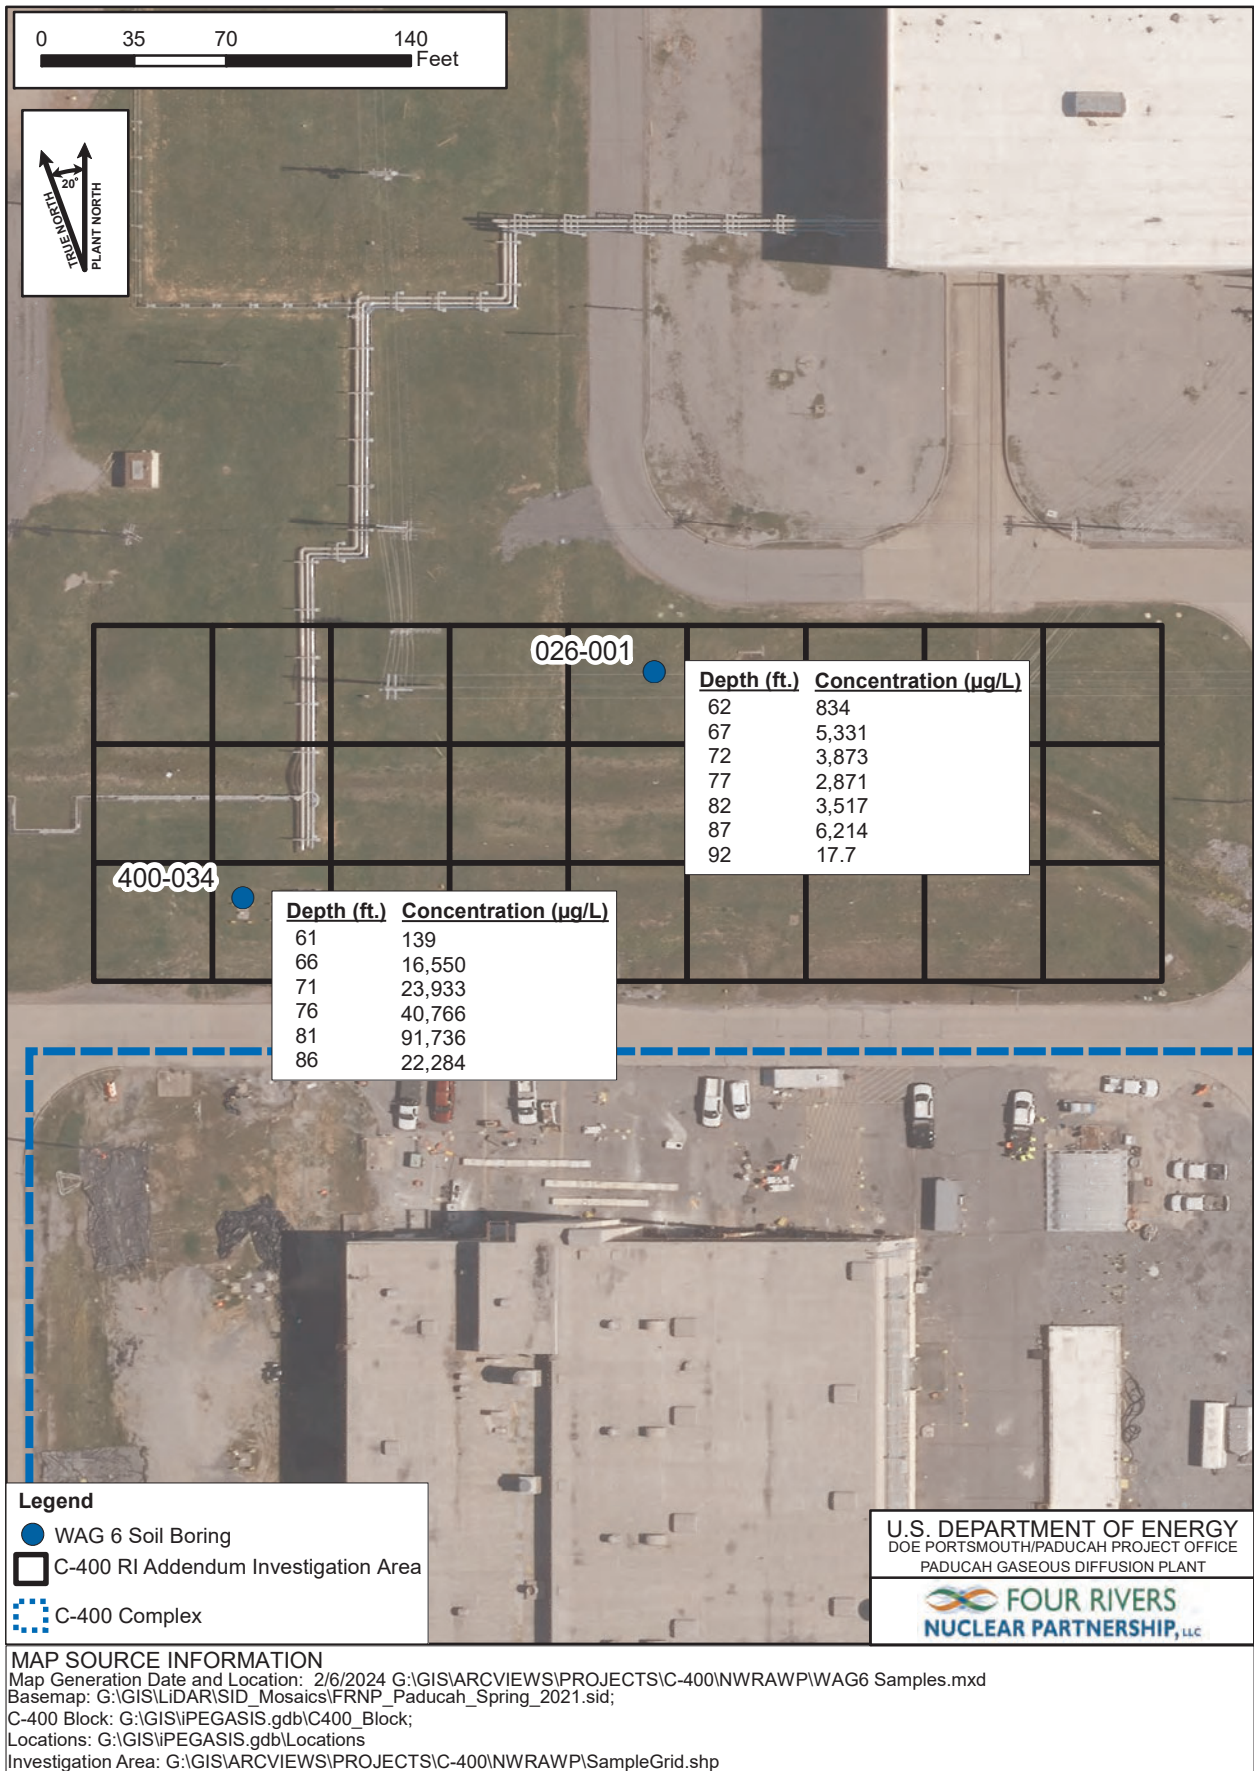 0 35 70 140
Feet
20°
TRUE NORTH
PLANT NORTH
026-001
Depth (ft.) Concentration (µg/L)
62 834
67 5,331
72 3,873
77 2,871
82 3,517
87 6,214
92 17.7
400-034
Depth (ft.) Concentration (µg/L)
61 139
66 16,550
71 23,933
76 40,766
81 91,736
86 22,284
Legend
WAG 6 Soil Boring
C-400 RI Addendum Investigation Area
C-400 Complex
U.S. DEPARTMENT OF ENERGY
DOE PORTSMOUTH/PADUCAH PROJECT OFFICE
PADUCAH GASEOUS DIFFUSION PLANT
FOUR RIVERS
NUCLEAR PARTNERSHIP, LLC
MAP SOURCE INFORMATION
Map Generation Date and Location: 2/6/2024 G:\GIS\ARCVIEWS\PROJECTS\C-400\NWRAWP\WAG6 Samples.mxd
Basemap: G:\GIS\LiDAR\SID_Mosaics\FRNP_Paducah_Spring_2021.sid;
C-400 Block: G:\GIS\iPEGASIS.gdb\C400_Block;
Locations: G:\GIS\iPEGASIS.gdb\Locations
Investigation Area: G:\GIS\ARCVIEWS\PROJECTS\C-400\NWRAWP\SampleGrid.shp